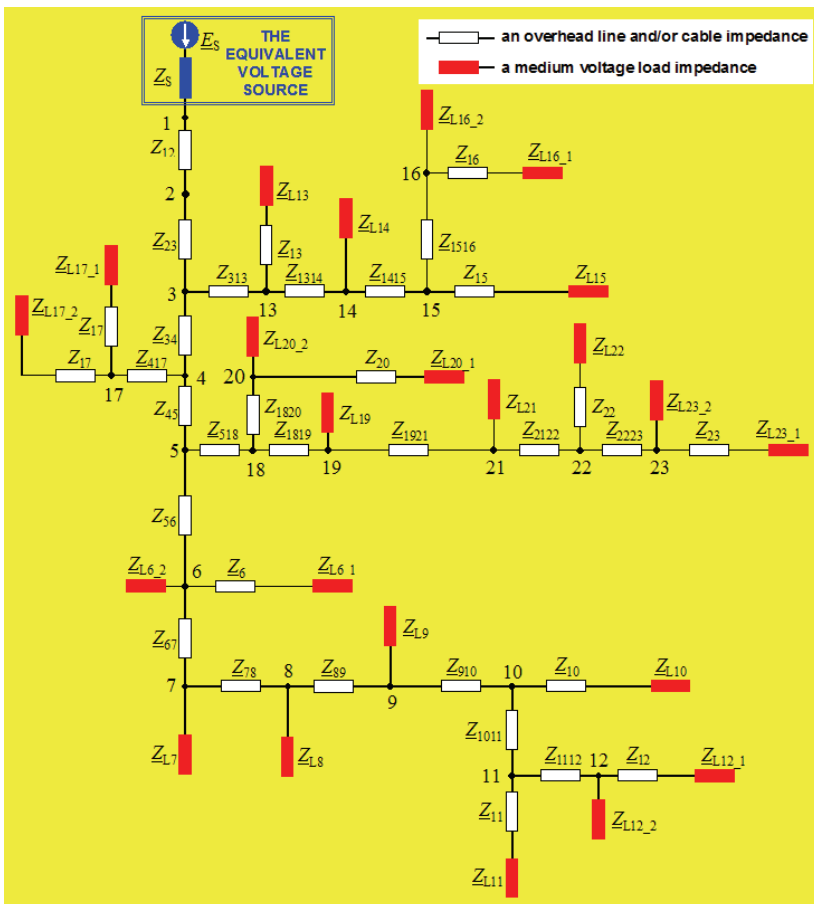 E_S
THE
EQUIVALENT
VOLTAGE
SOURCE
Z_S
an overhead line and/or cable impedance
a medium voltage load impedance
1
Z_12
2
Z_23
3
Z_L16_2
16
Z_16
Z_L16_1
Z_1516
Z_L13
Z_13
Z_L14
Z_313
13
Z_1314
14
Z_1415
15
Z_15
Z_L15
Z_L17_1
Z_L17_2
Z_17
Z_17
17
Z_417
Z_34
4
Z_45
5
Z_L20_2
20
Z_20
Z_L20_1
Z_1820
Z_518
18
Z_1819
Z_L19
19
Z_1921
Z_L21
21
Z_2122
Z_L22
Z_22
22
Z_2223
Z_L23_2
23
Z_23
Z_L23_1
Z_56
Z_L6_2
6
Z_6
Z_L6_1
Z_67
7
Z_L7
Z_78
8
Z_L8
Z_89
Z_L9
9
Z_910
10
Z_10
Z_L10
Z_1011
11
Z_1112
12
Z_12
Z_L12_1
Z_L12_2
Z_11
Z_L11